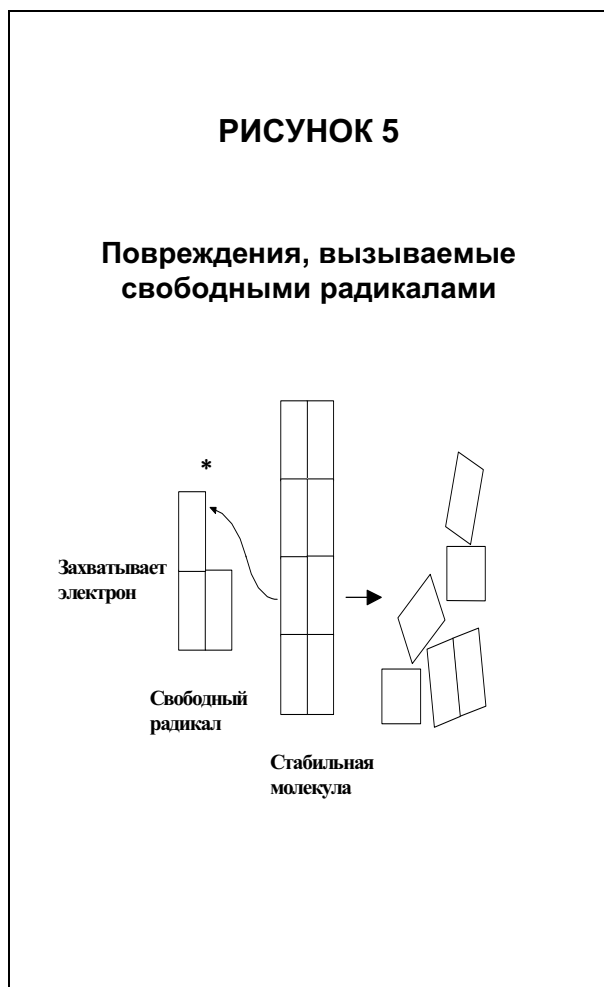 РИСУНОК 5
Повреждения, вызываемые
свободными радикалами
*
Захватывает
электрон
Свободный
радикал
Стабильная
молекула